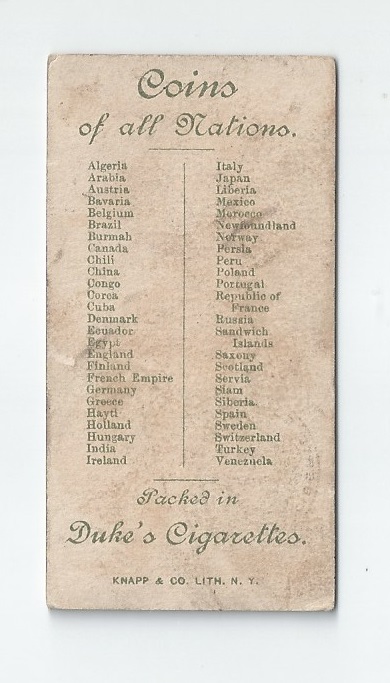 Coins
of all Nations.
Algeria
Arabia
Austria
Bavaria
Belgium
Brazil
Burmah
Canada
Chili
China
Congo
Corea
Cuba
Denmark
Ecuador
Egypt
England
Finland
French Empire
Germany
Greece
Hayti
Holland
Hungary
India
Ireland
Italy
Japan
Liberia
Mexico
Morocco
Newfoundland
Norway
Persia
Peru
Poland
Portugal
Republic of
France
Russia
Sandwich
Islands
Saxony
Scotland
Servia
Siam
Siberia.
Spain
Sweden
Switzerland
Turkey
Venezuela
Packed in
Duke's Cigarettes.
KNAPP & CO. LITH. N. Y.